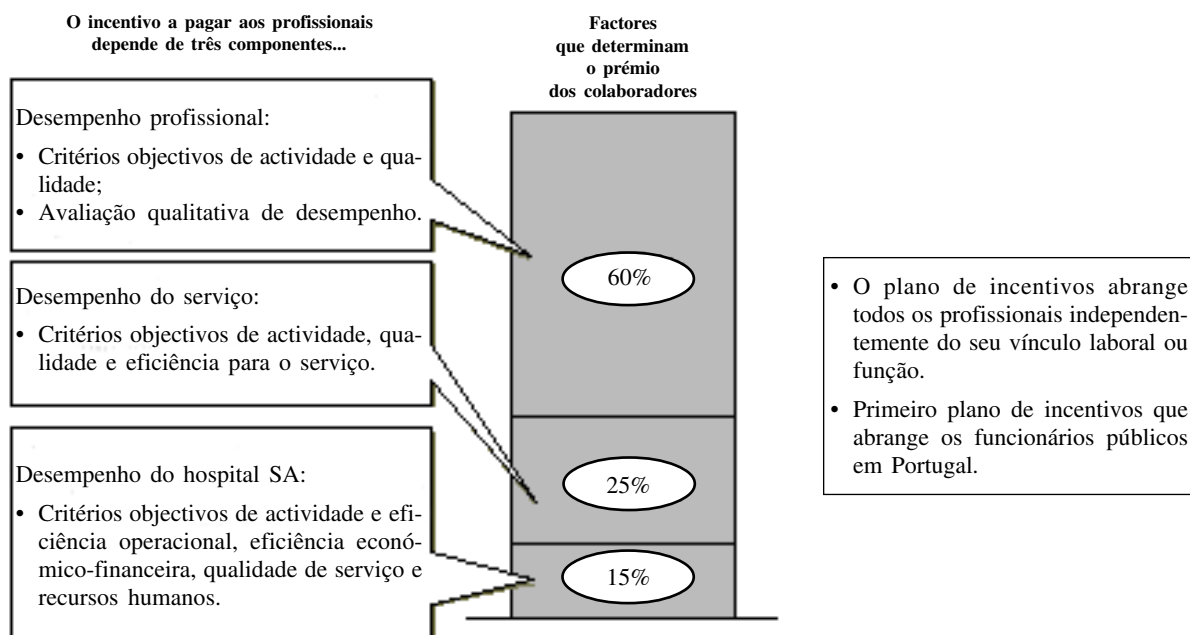 O incentivo a pagar aos profissionais
depende de três componentes...
Factores
que determinam
o prémio
dos colaboradores
Desempenho profissional:
• Critérios objectivos de actividade e qua-
lidade;
• Avaliação qualitativa de desempenho.
60%
Desempenho do serviço:
• Critérios objectivos de actividade, qua-
lidade e eficiência para o serviço.
25%
Desempenho do hospital SA:
• Critérios objectivos de actividade e efi-
ciência operacional, eficiência econó-
mico-financeira, qualidade de serviço e
recursos humanos.
15%
• O plano de incentivos abrange
todos os profissionais independen-
temente do seu vínculo laboral ou
função.
• Primeiro plano de incentivos que
abrange os funcionários públicos
em Portugal.